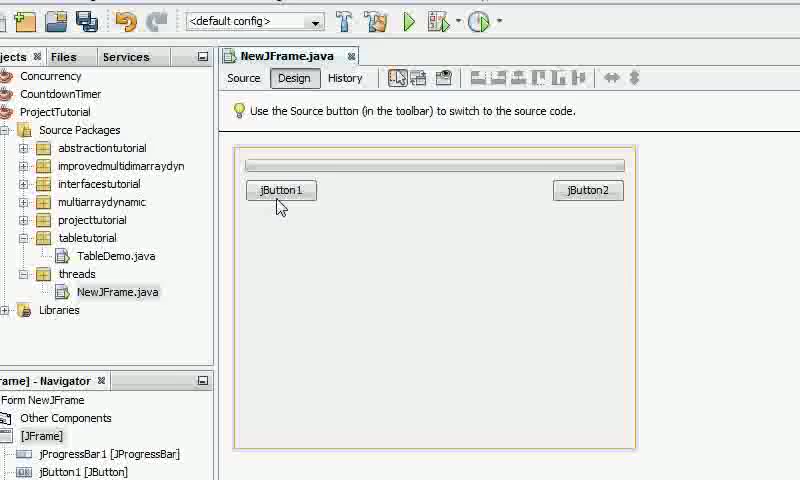 <default config>
jects
Files
Services
Concurrency
CountdownTimer
ProjectTutorial
Source Packages
abstractiontutorial
improvedmultidimarraydyn
interfacestutorial
multiarraydynamic
projecttutorial
tabletutorial
TableDemo.java
threads
NewJFrame.java
Libraries
rame] - Navigator
Form NewJFrame
Other Components
[JFrame]
jProgressBar1 [JProgressBar]
jButton1 [JButton]
NewJFrame.java
Source Design History
Use the Source button (in the toolbar) to switch to the source code.
jButton1 jButton2